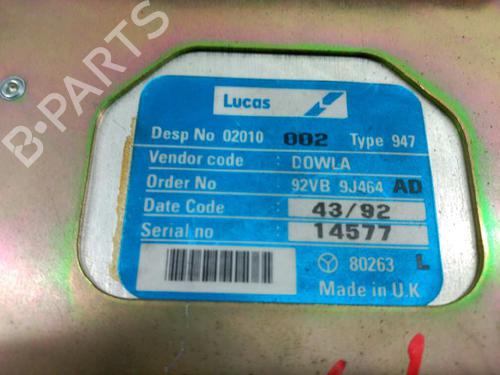 B-PARTS
Lucas
Desp No 02010 002 Type 947
Vendor code : DOWLA
Order No 92VB 9J464 AD
Date Code : 43/92
Serial no : 14577
80263 L
Made in U.K